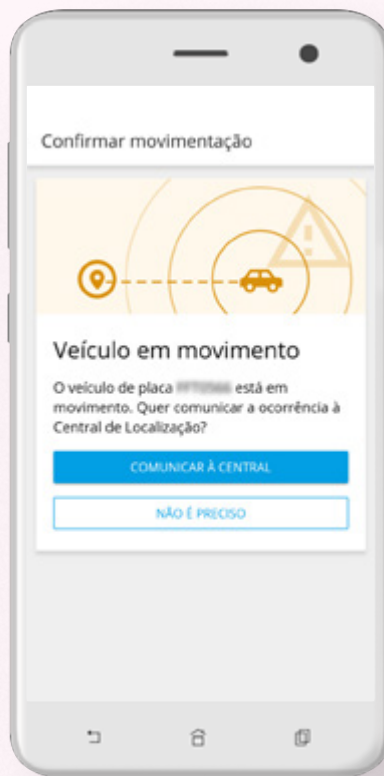 Confirmar movimentação
Veículo em movimento
O veículo de placa está em
movimento. Quer comunicar a ocorrência à
Central de Localização?
COMUNICAR À CENTRAL
NÃO É PRECISO